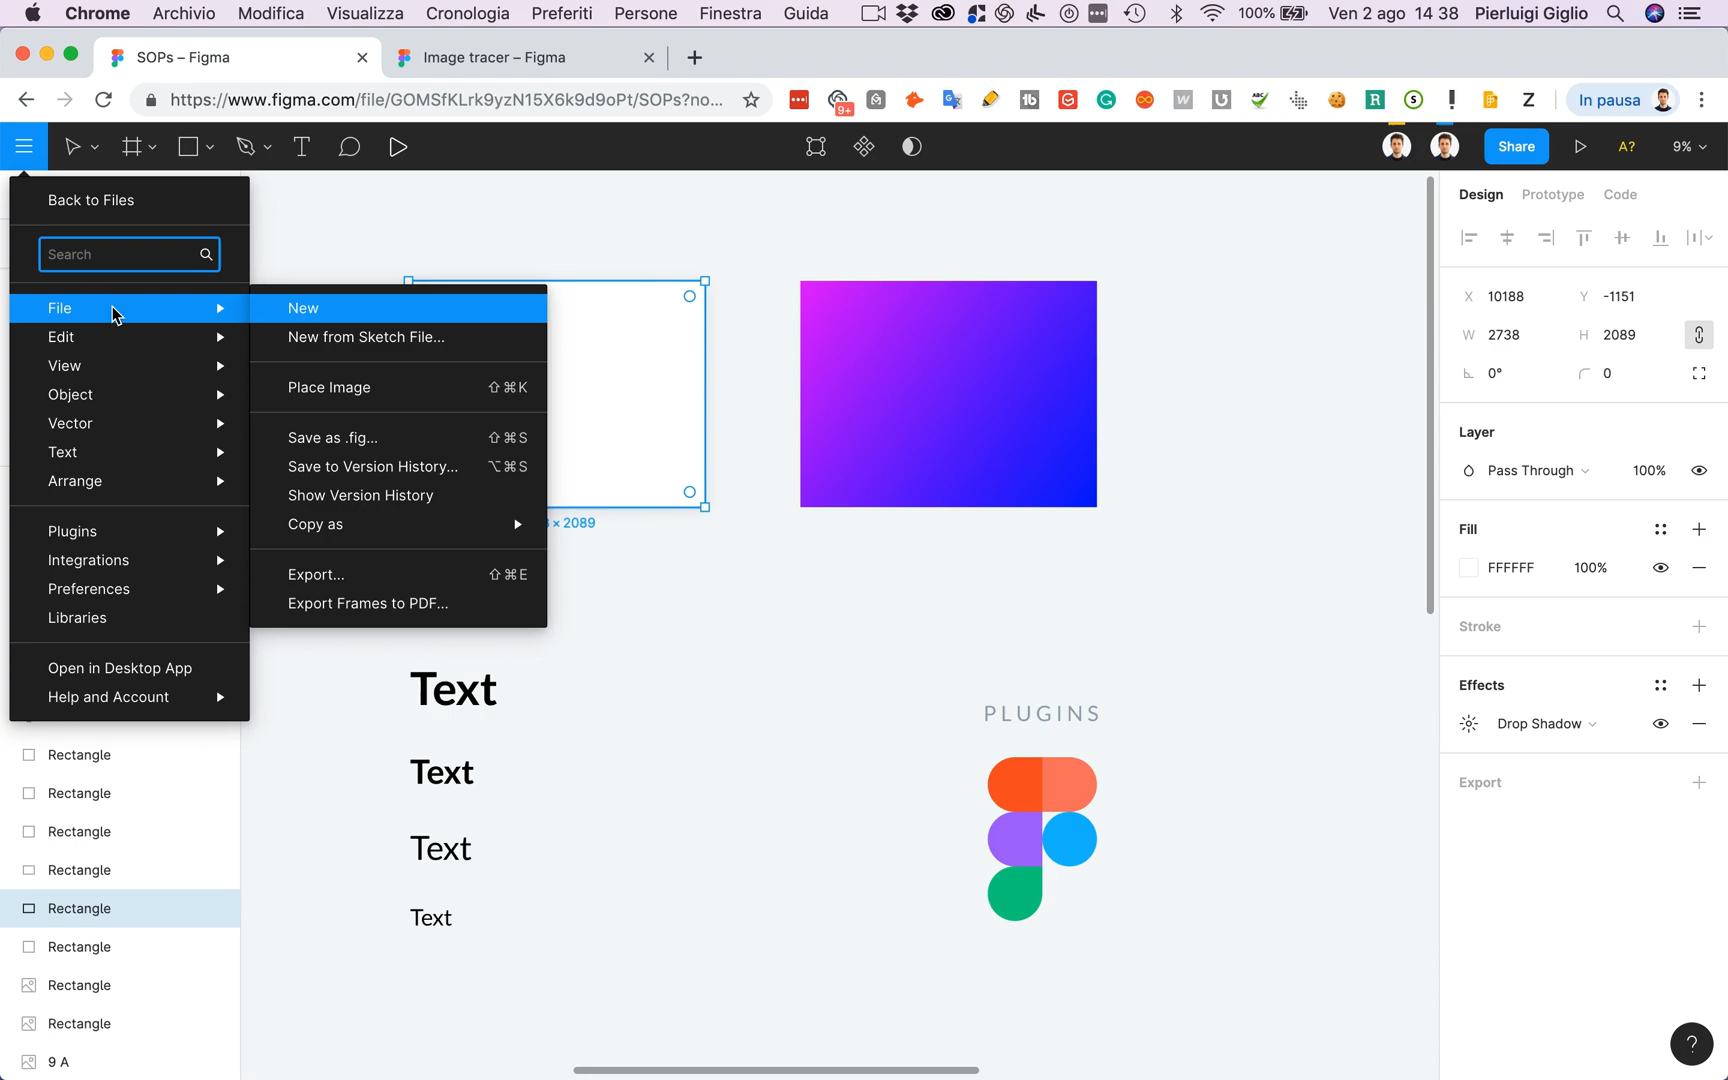 Chrome Archivio Modifica Visualizza Cronologia Preferiti Persone Finestra Guida 100% Ven 2 ago 14 38 Pierluigi Giglio
SOPs – Figma
Image tracer – Figma
https://www.figma.com/file/GOMSfKLrk9yzN15X6k9d9oPt/SOPs?no...
9+
In pausa
Share
A?
9%
Back to Files
Search
File
Edit
View
Object
Vector
Text
Arrange
Plugins
Integrations
Preferences
Libraries
Open in Desktop App
Help and Account
New
New from Sketch File...
Place Image ⇧⌘K
Save as .fig... ⇧⌘S
Save to Version History... ⌥⌘S
Show Version History
Copy as
Export... ⇧⌘E
Export Frames to PDF...
× 2089
Text
Text
Text
Text
PLUGINS
Rectangle
Rectangle
Rectangle
Rectangle
Rectangle
Rectangle
Rectangle
Rectangle
9 A
Design Prototype Code
X 10188 Y -1151
W 2738 H 2089
0° 0
Layer
Pass Through 100%
Fill
FFFFFF 100%
Stroke
Effects
Drop Shadow
Export
?